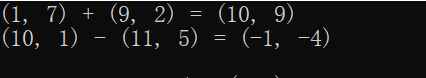 (1, 7) + (9, 2) = (10, 9)
(10, 1) - (11, 5) = (-1, -4)